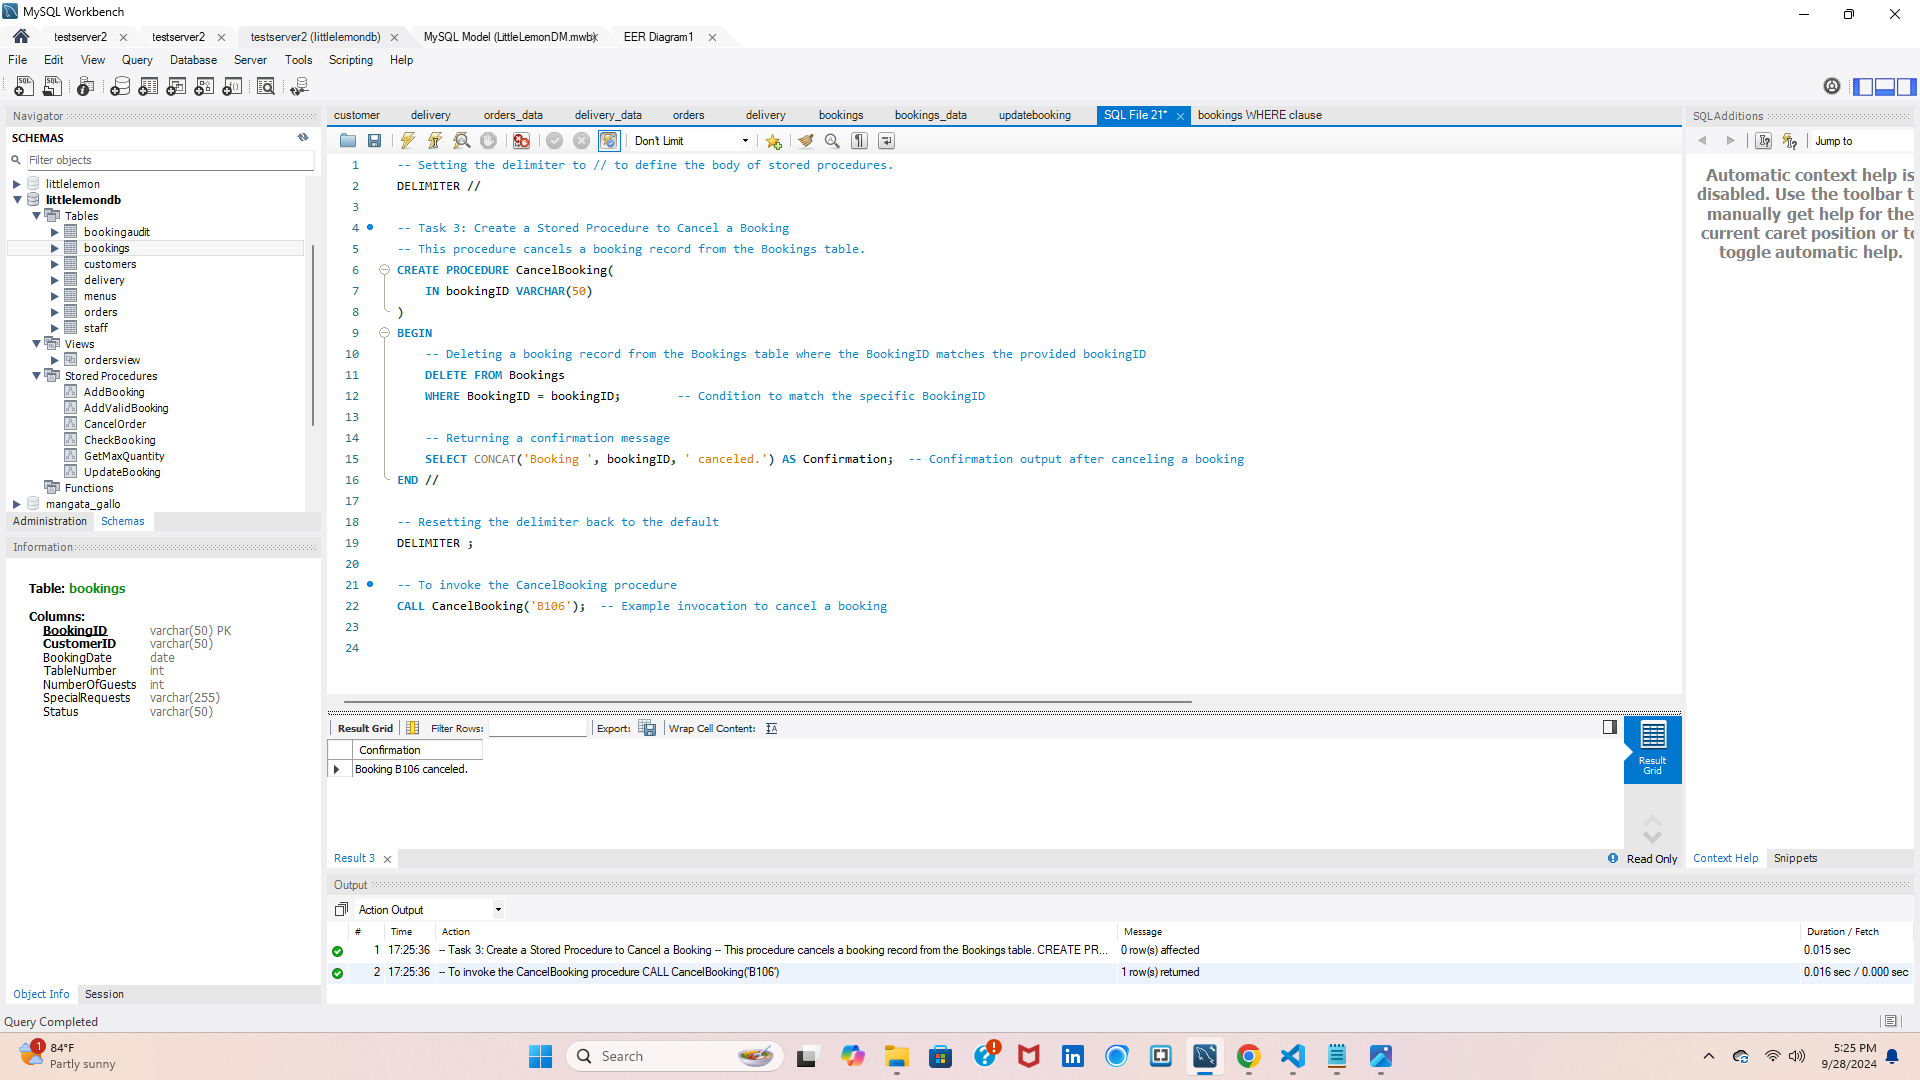 MySQL Workbench
testserver2
testserver2
testserver2 (littlelemondb)
MySQL Model (LittleLemonDM.mwb)
EER Diagram1
File Edit View Query Database Server Tools Scripting Help
Navigator
SCHEMAS
Filter objects
littlelemon
littlelemondb
Tables
bookingaudit
bookings
customers
delivery
menus
orders
staff
Views
ordersview
Stored Procedures
AddBooking
AddValidBooking
CancelOrder
CheckBooking
GetMaxQuantity
UpdateBooking
Functions
mangata_gallo
Administration Schemas
Information
Table: bookings
Columns:
BookingID varchar(50) PK
CustomerID varchar(50)
BookingDate date
TableNumber int
NumberOfGuests int
SpecialRequests varchar(255)
Status varchar(50)
Object Info Session
customer delivery orders_data delivery_data orders delivery bookings bookings_data updatebooking SQL File 21* bookings WHERE clause
Don't Limit
1 -- Setting the delimiter to // to define the body of stored procedures.
2 DELIMITER //
3
4 -- Task 3: Create a Stored Procedure to Cancel a Booking
5 -- This procedure cancels a booking record from the Bookings table.
6 CREATE PROCEDURE CancelBooking(
7 IN bookingID VARCHAR(50)
8 )
9 BEGIN
10 -- Deleting a booking record from the Bookings table where the BookingID matches the provided bookingID
11 DELETE FROM Bookings
12 WHERE BookingID = bookingID; -- Condition to match the specific BookingID
13
14 -- Returning a confirmation message
15 SELECT CONCAT('Booking ', bookingID, ' canceled.') AS Confirmation; -- Confirmation output after canceling a booking
16 END //
17
18 -- Resetting the delimiter back to the default
19 DELIMITER ;
20
21 -- To invoke the CancelBooking procedure
22 CALL CancelBooking('B106'); -- Example invocation to cancel a booking
23
24
Result Grid Filter Rows: Export: Wrap Cell Content:
Confirmation
Booking B106 canceled.
Result
Grid
Result 3
Read Only
Output
Action Output
# Time Action Message Duration / Fetch
1 17:25:36 -- Task 3: Create a Stored Procedure to Cancel a Booking -- This procedure cancels a booking record from the Bookings table. CREATE PR... 0 row(s) affected 0.015 sec
2 17:25:36 -- To invoke the CancelBooking procedure CALL CancelBooking('B106') 1 row(s) returned 0.016 sec / 0.000 sec
SQLAdditions
Jump to
Automatic context help is
disabled. Use the toolbar t
manually get help for the
current caret position or to
toggle automatic help.
Context Help Snippets
Query Completed
1
84°F
Partly sunny
Search
5:25 PM
9/28/2024